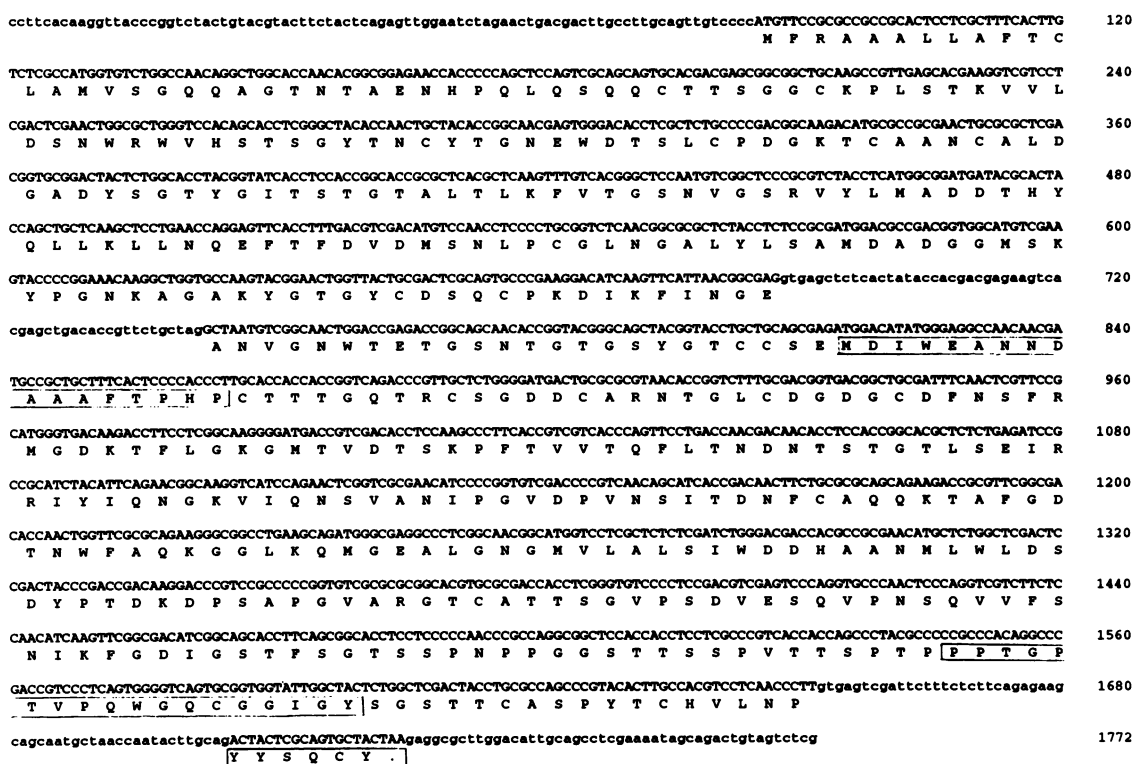 ccttcacaaggttacccggtctactgtacgtacttctactcagagttggaatctagaactgacgacttgccttgcagttgtccccATGTTCCGCGCCGCCGCACTCCTCGCTTTCACTTG 120
M F R A A A L L A F T C
TCTCGCCATGGTGTCTGGCCAACAGGCTGGCACCAACACGGCGGAGAACCACCCCCAGCTCCAGTCGCAGCAGTGCACGACGAGCGGCGGCTGCAAGCCGTTGAGCACGAAGGTCGTCCT 240
L A M V S G Q Q A G T N T A E N H P Q L Q S Q Q C T T S G G C K P L S T K V V L
CGACTCGAACTGGCGCTGGGTCCACAGCACCTCGGGCTACACCAACTGCTACACCGGCAACGAGTGGGACACCTCGCTCTGCCCCGACGGCAAGACATGCGCCGCGAACTGCGCGCTCGA 360
D S N W R W V H S T S G Y T N C Y T G N E W D T S L C P D G K T C A A N C A L D
CGGTGCGGACTACTCTGGCACCTACGGTATCACCTCCACCGGCACCGCGCTCACGCTCAAGTTTGTCACGGGCTCCAATGTCGGCTCCCGCGTCTACCTCATGGCGGATGATACGCACTA 480
G A D Y S G T Y G I T S T G T A L T L K F V T G S N V G S R V Y L M A D D T H Y
CCAGCTGCTCAAGCTCCTGAACCAGGAGTTCACCTTTGACGTCGACATGTCCAACCTCCCCTGCGGTCTCAACGGCGCGCTCTACCTCTCCGCGATGGACGCCGACGGTGGCATGTCGAA 600
Q L L K L L N Q E F T F D V D M S N L P C G L N G A L Y L S A M D A D G G M S K
GTACCCCGGAAACAAGGCTGGTGCCAAGTACGGAACTGGTTACTGCGACTCGCAGTGCCCGAAGGACATCAAGTTCATTAACGGCGAGgtgagctctcactataccacgacgagaagtca 720
Y P G N K A G A K Y G T G Y C D S Q C P K D I K F I N G E
cgagctgacaccgttctgctagGCTAATGTCGGCAACTGGACCGAGACCGGCAGCAACACCGGTACGGGCAGCTACGGTACCTGCTGCAGCGAGATGGACATATGGGAGGCCAACAACGA 840
A N V G N W T E T G S N T G T G S Y G T C C S E M D I W E A N N D
TGCCGCTGCTTTCACTCCCCACCCTTGCACCACCACCGGTCAGACCCGTTGCTCTGGGGATGACTGCGCGCGTAACACCGGTCTTTGCGACGGTGACGGCTGCGATTTCAACTCGTTCCG 960
A A A F T P H P C T T T G Q T R C S G D D C A R N T G L C D G D G C D F N S F R
CATGGGTGACAAGACCTTCCTCGGCAAGGGGATGACCGTCGACACCTCCAAGCCCTTCACCGTCGTCACCCAGTTCCTGACCAACGACAACACCTCCACCGGCACGCTCTCTGAGATCCG 1080
M G D K T F L G K G M T V D T S K P F T V V T Q F L T N D N T S T G T L S E I R
CCGCATCTACATTCAGAACGGCAAGGTCATCCAGAACTCGGTCGCGAACATCCCCGGTGTCGACCCCGTCAACAGCATCACCGACAACTTCTGCGCGCAGCAGAAGACCGCGTTCGGCGA 1200
R I Y I Q N G K V I Q N S V A N I P G V D P V N S I T D N F C A Q Q K T A F G D
CACCAACTGGTTCGCGCAGAAGGGCGGCCTGAAGCAGATGGGCGAGGCCCTCGGCAACGGCATGGTCCTCGCTCTCTCGATCTGGGACGACCACGCCGCGAACATGCTCTGGCTCGACTC 1320
T N W F A Q K G G L K Q M G E A L G N G M V L A L S I W D D H A A N M L W L D S
CGACTACCCGACCGACAAGGACCCGTCCGCCCCCGGTGTCGCGCGCGGCACGTGCGCGACCACCTCGGGTGTCCCCTCCGACGTCGAGTCCCAGGTGCCCAACTCCCAGGTCGTCTTCTC 1440
D Y P T D K D P S A P G V A R G T C A T T S G V P S D V E S Q V P N S Q V V F S
CAACATCAAGTTCGGCGACATCGGCAGCACCTTCAGCGGCACCTCCTCCCCCAACCCGCCAGGCGGCTCCACCACCTCCTCGCCCGTCACCACCAGCCCTACGCCCCCGCCCACAGGCCC 1560
N I K F G D I G S T F S G T S S P N P P G G S T T S S P V T T S P T P P P T G P
GACCGTCCCTCAGTGGGGTCAGTGCGGTGGTATTGGCTACTCTGGCTCGACTACCTGCGCCAGCCCGTACACTTGCCACGTCCTCAACCCTTgtgagtcgattctttctcttcagagaag 1680
T V P Q W G Q C G G I G Y S G S T T C A S P Y T C H V L N P
cagcaatgctaaccaatacttgcagACTACTCGCAGTGCTACTAAgaggcgcttggacattgcagcctcgaaaatagcagactgtagtctcg 1772
Y Y S Q C Y .